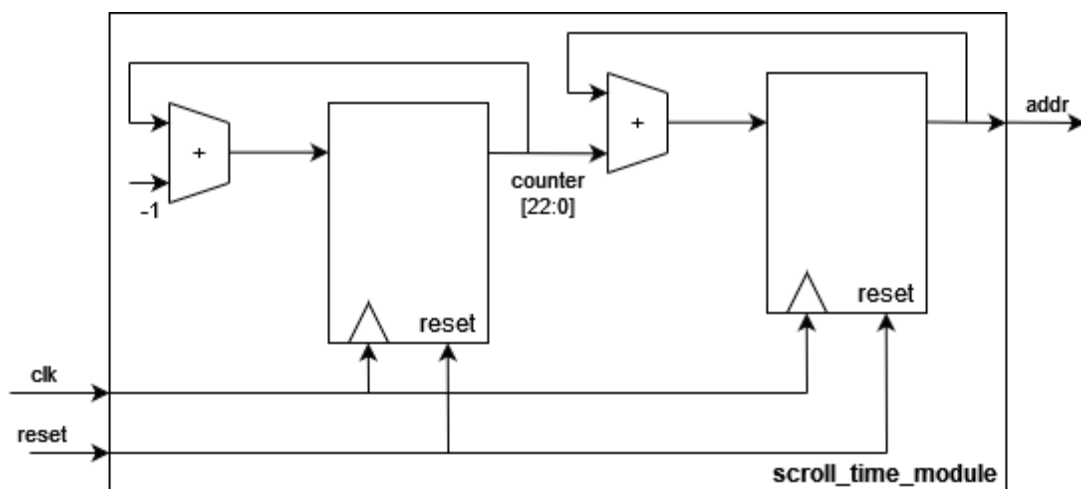 +
addr
+
counter
[22:0]
-1
reset
reset
clk
reset
scroll_time_module